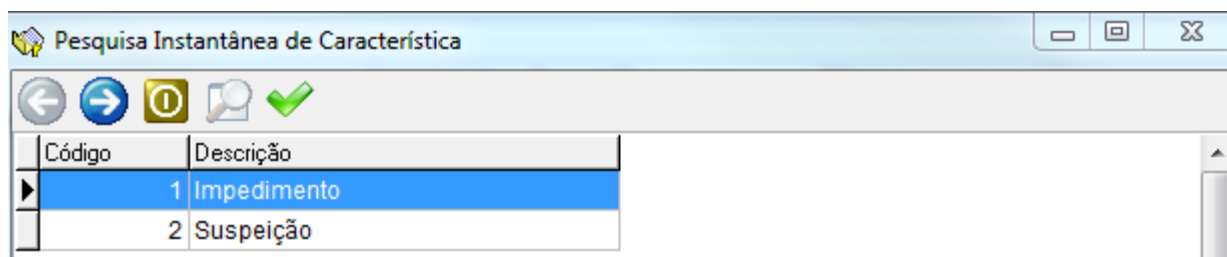 Pesquisa Instantânea de Característica
Código Descrição
1 Impedimento
2 Suspeição